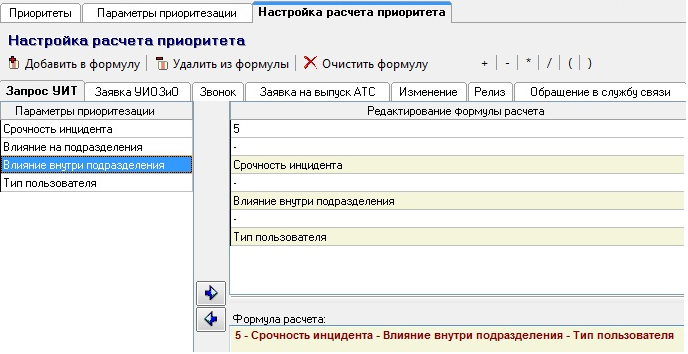 Приоритеты Параметры приоритезации Настройка расчета приоритета
Настройка расчета приоритета
Добавить в формулу Удалить из формулы Очистить формулу + - * / ( )
Запрос УИТ Заявка УИОЗиО Звонок Заявка на выпуск АТС Изменение Релиз Обращение в службу связи
Параметры приоритезации Редактирование формулы расчета
Срочность инцидента 5
Влияние на подразделения -
Влияние внутри подразделения Срочность инцидента
Тип пользователя -
Влияние внутри подразделения
-
Тип пользователя
Формула расчета:
5 - Срочность инцидента - Влияние внутри подразделения - Тип пользователя